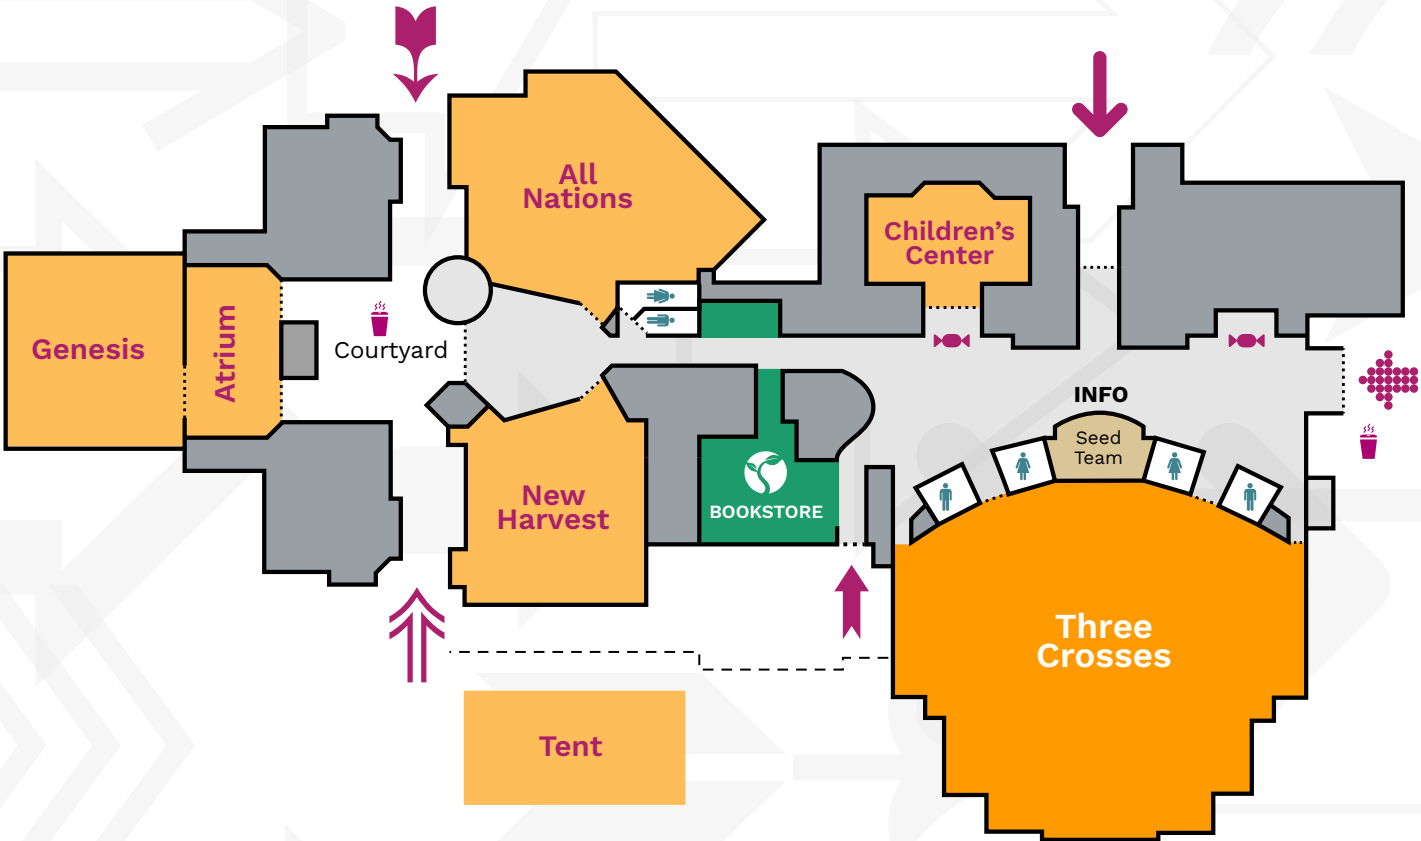 All
Nations
Children’s
Center
Genesis
Atrium
Courtyard
INFO
Seed
Team
New
Harvest
BOOKSTORE
Three
Crosses
Tent